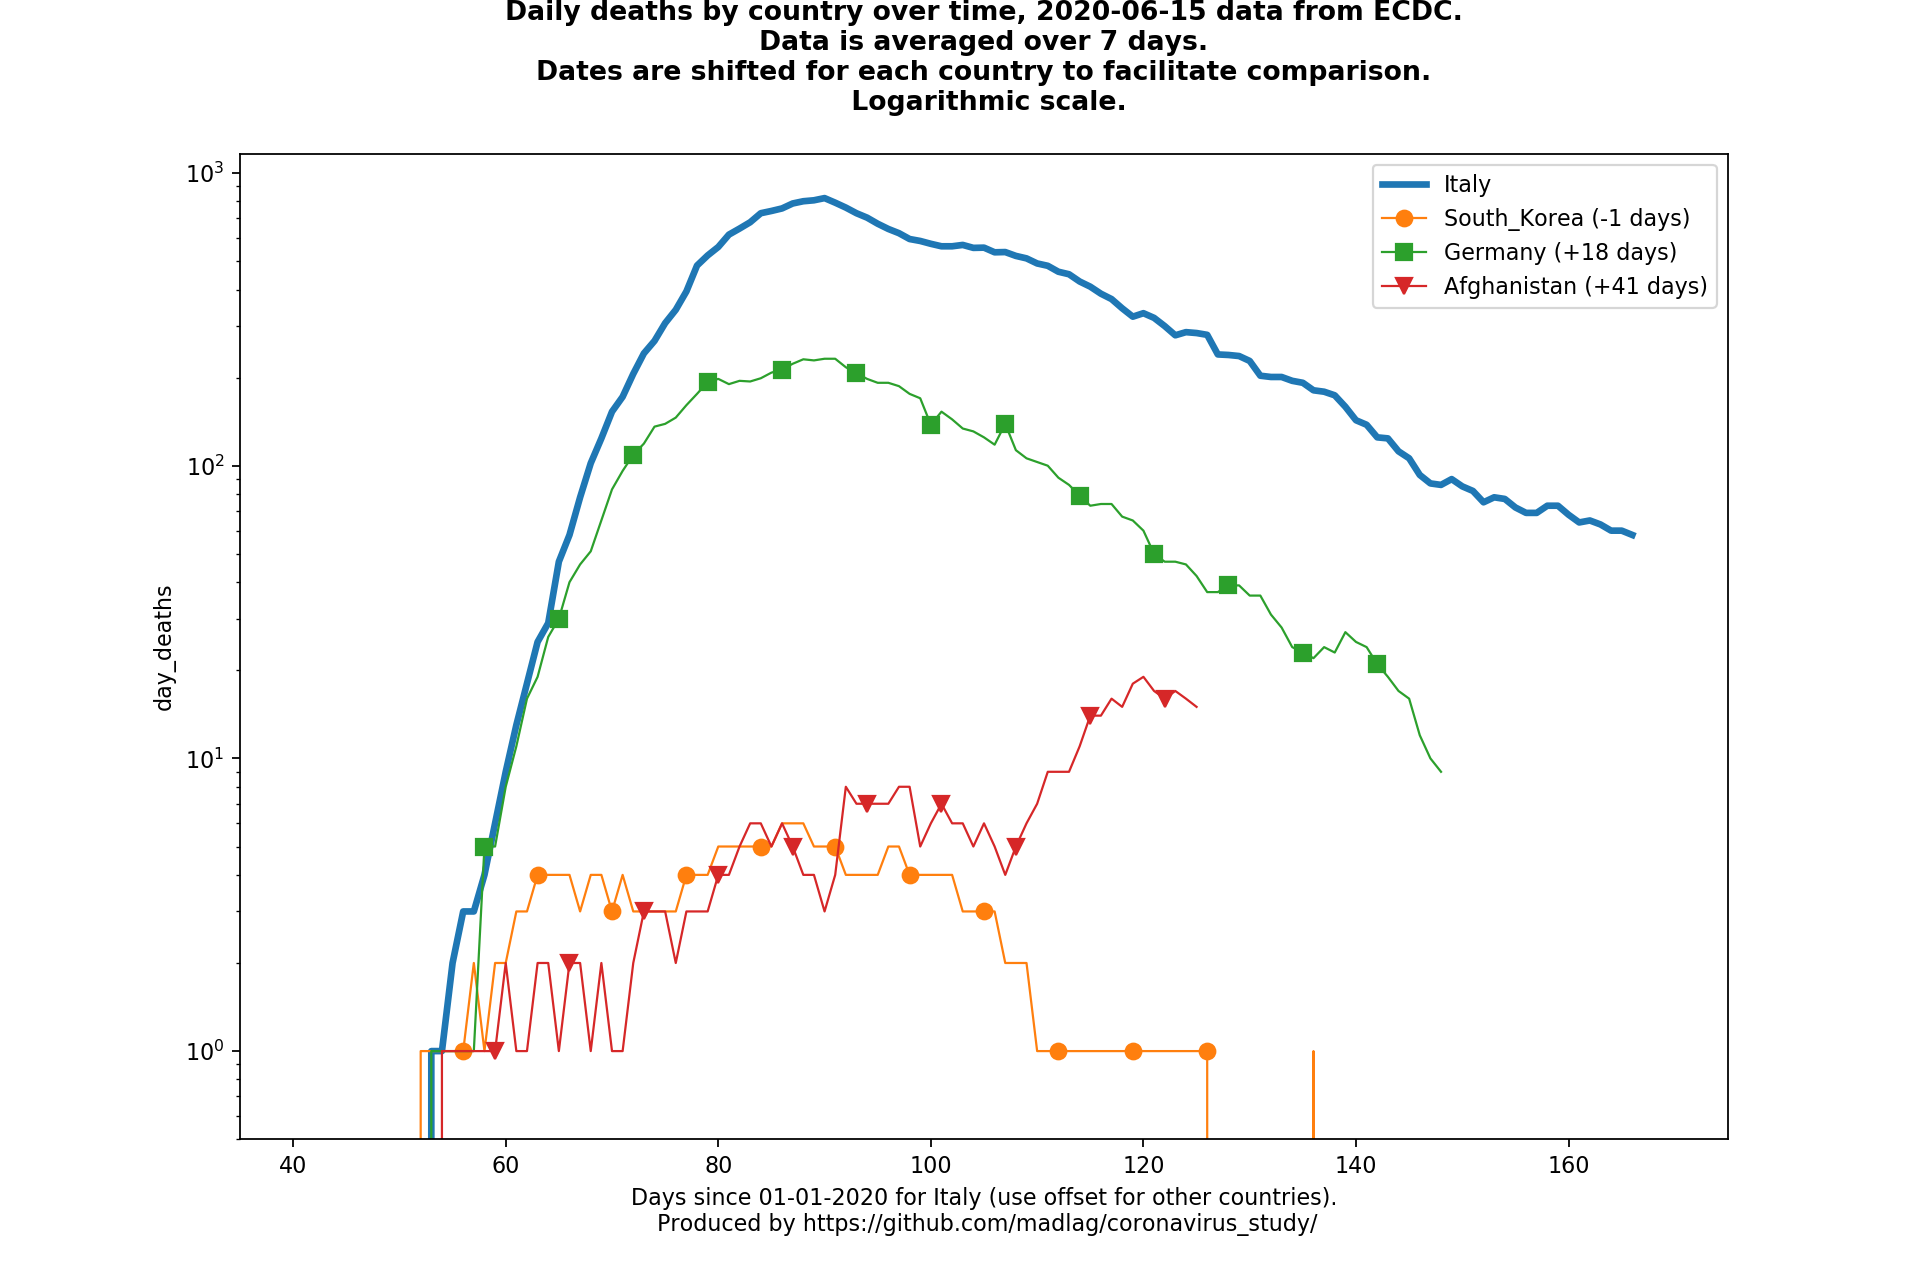 Daily deaths by country over time, 2020-06-15 data from ECDC.
Data is averaged over 7 days.
Dates are shifted for each country to facilitate comparison.
Logarithmic scale.
10³
10²
10¹
10⁰
day_deaths
Italy
South_Korea (-1 days)
Germany (+18 days)
Afghanistan (+41 days)
40 60 80 100 120 140 160
Days since 01-01-2020 for Italy (use offset for other countries).
Produced by https://github.com/madlag/coronavirus_study/